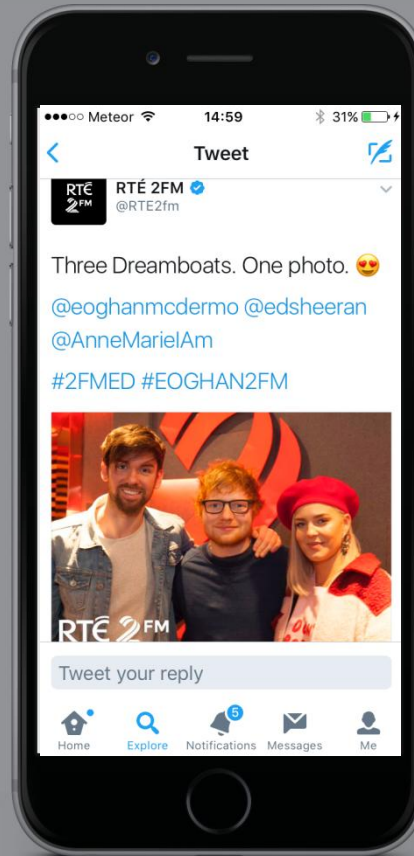 Meteor 14:59 31%
Tweet
RTÉ 2FM
RTÉ 2FM
@RTE2fm
Three Dreamboats. One photo. 😍
@eoghanmcdermo @edsheeran
@AnneMarieIAm
#2FMED #EOGHAN2FM
RTÉ 2FM
Tweet your reply
5
Home Explore Notifications Messages Me